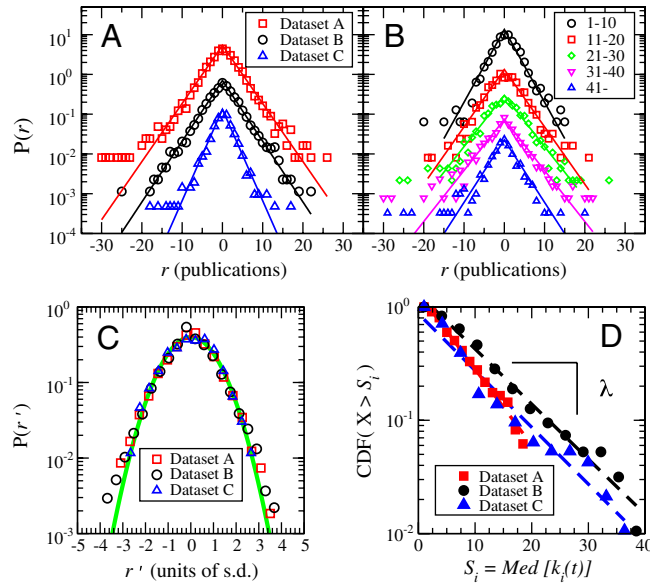 A
Dataset A
Dataset B
Dataset C
P(r)
10^1
10^0
10^-1
10^-2
10^-3
10^-4
-30 -20 -10 0 10 20 30
r (publications)
B
1-10
11-20
21-30
31-40
41-
-30 -20 -10 0 10 20 30
r (publications)
C
Dataset A
Dataset B
Dataset C
P(r')
10^0
10^-1
10^-2
10^-3
-5 -4 -3 -2 -1 0 1 2 3 4 5
r ' (units of s.d.)
D
λ
Dataset A
Dataset B
Dataset C
CDF( X > S_i )
10^0
10^-1
10^-2
0 10 20 30 40
S_i = Med [k_i(t)]